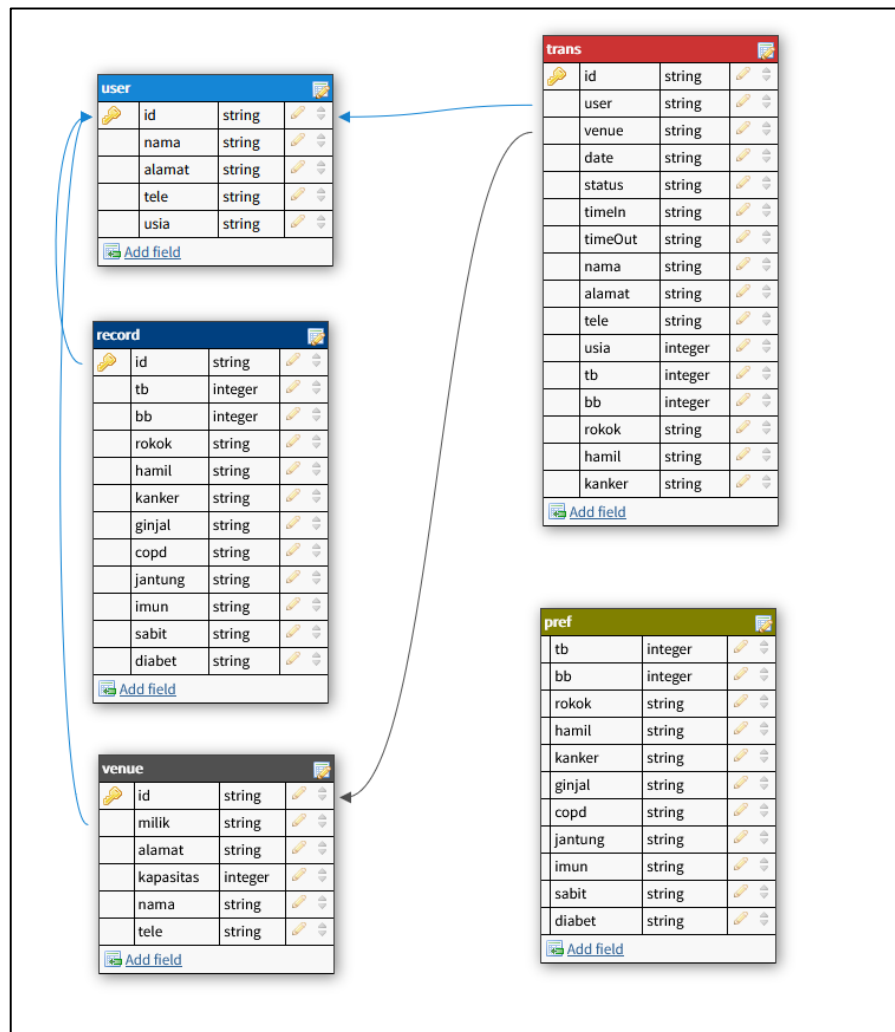 user
id string
nama string
alamat string
tele string
usia string
Add field
record
id string
tb integer
bb integer
rokok string
hamil string
kanker string
ginjal string
copd string
jantung string
imun string
sabit string
diabet string
Add field
venue
id string
milik string
alamat string
kapasitas integer
nama string
tele string
Add field
trans
id string
user string
venue string
date string
status string
timeIn string
timeOut string
nama string
alamat string
tele string
usia integer
tb integer
bb integer
rokok string
hamil string
kanker string
Add field
pref
tb integer
bb integer
rokok string
hamil string
kanker string
ginjal string
copd string
jantung string
imun string
sabit string
diabet string
Add field